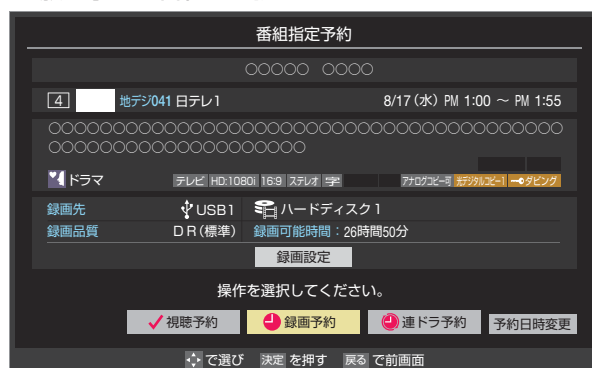 番組指定予約
○○○○○ ○○○○
4 地デジ041 日テレ1 8/17(水) PM 1:00 ～ PM 1:55
○○○○○○○○○○○○○○○○○○○○○○○○○○○○○○○○
○○○○○○○○○○○○○○○○
ドラマ テレビ HD:1080i 16:9 ステレオ 字 アナログコピー可 光デジタルコピー1 ダビング
録画先 USB1 ハードディスク1
録画品質 DR(標準) 録画可能時間：26時間50分
録画設定
操作を選択してください。
視聴予約 録画予約 連ドラ予約 予約日時変更
で選び 決定 を押す 戻る で前画面